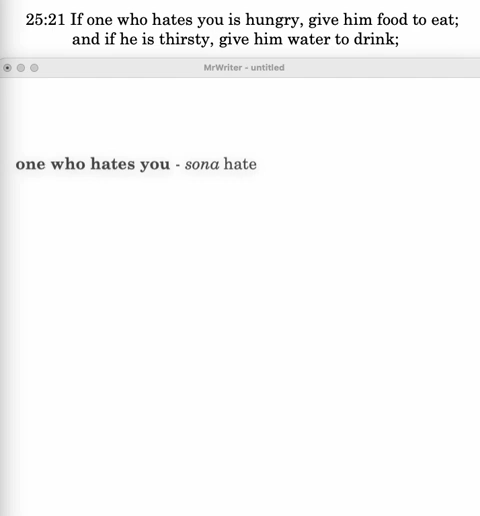 25:21 If one who hates you is hungry, give him food to eat;
and if he is thirsty, give him water to drink;
MrWriter - untitled
one who hates you - sona hate